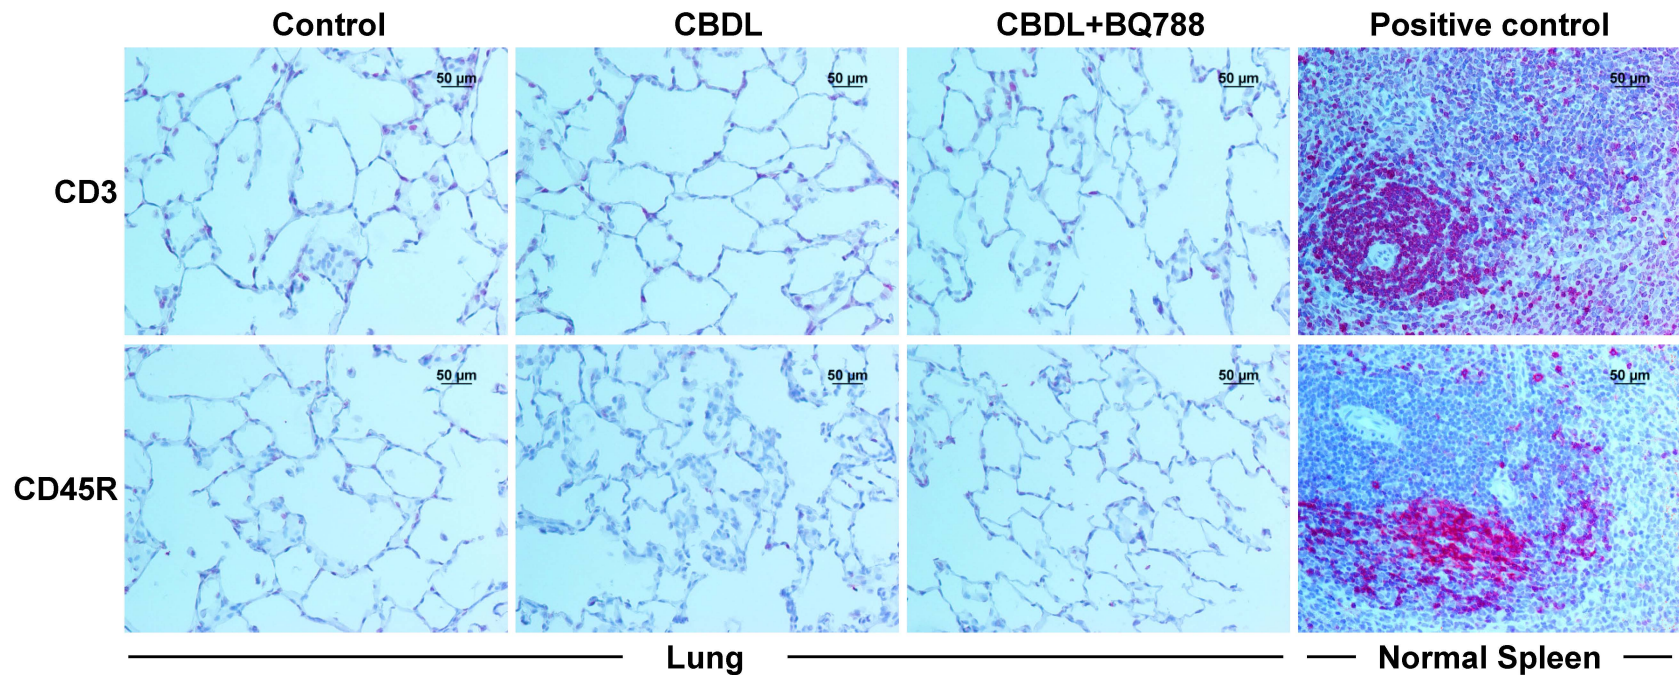 Control CBDL CBDL+BQ788 Positive control
CD3 50 µm 50 µm 50 µm 50 µm
CD45R 50 µm 50 µm 50 µm 50 µm
Lung Normal Spleen